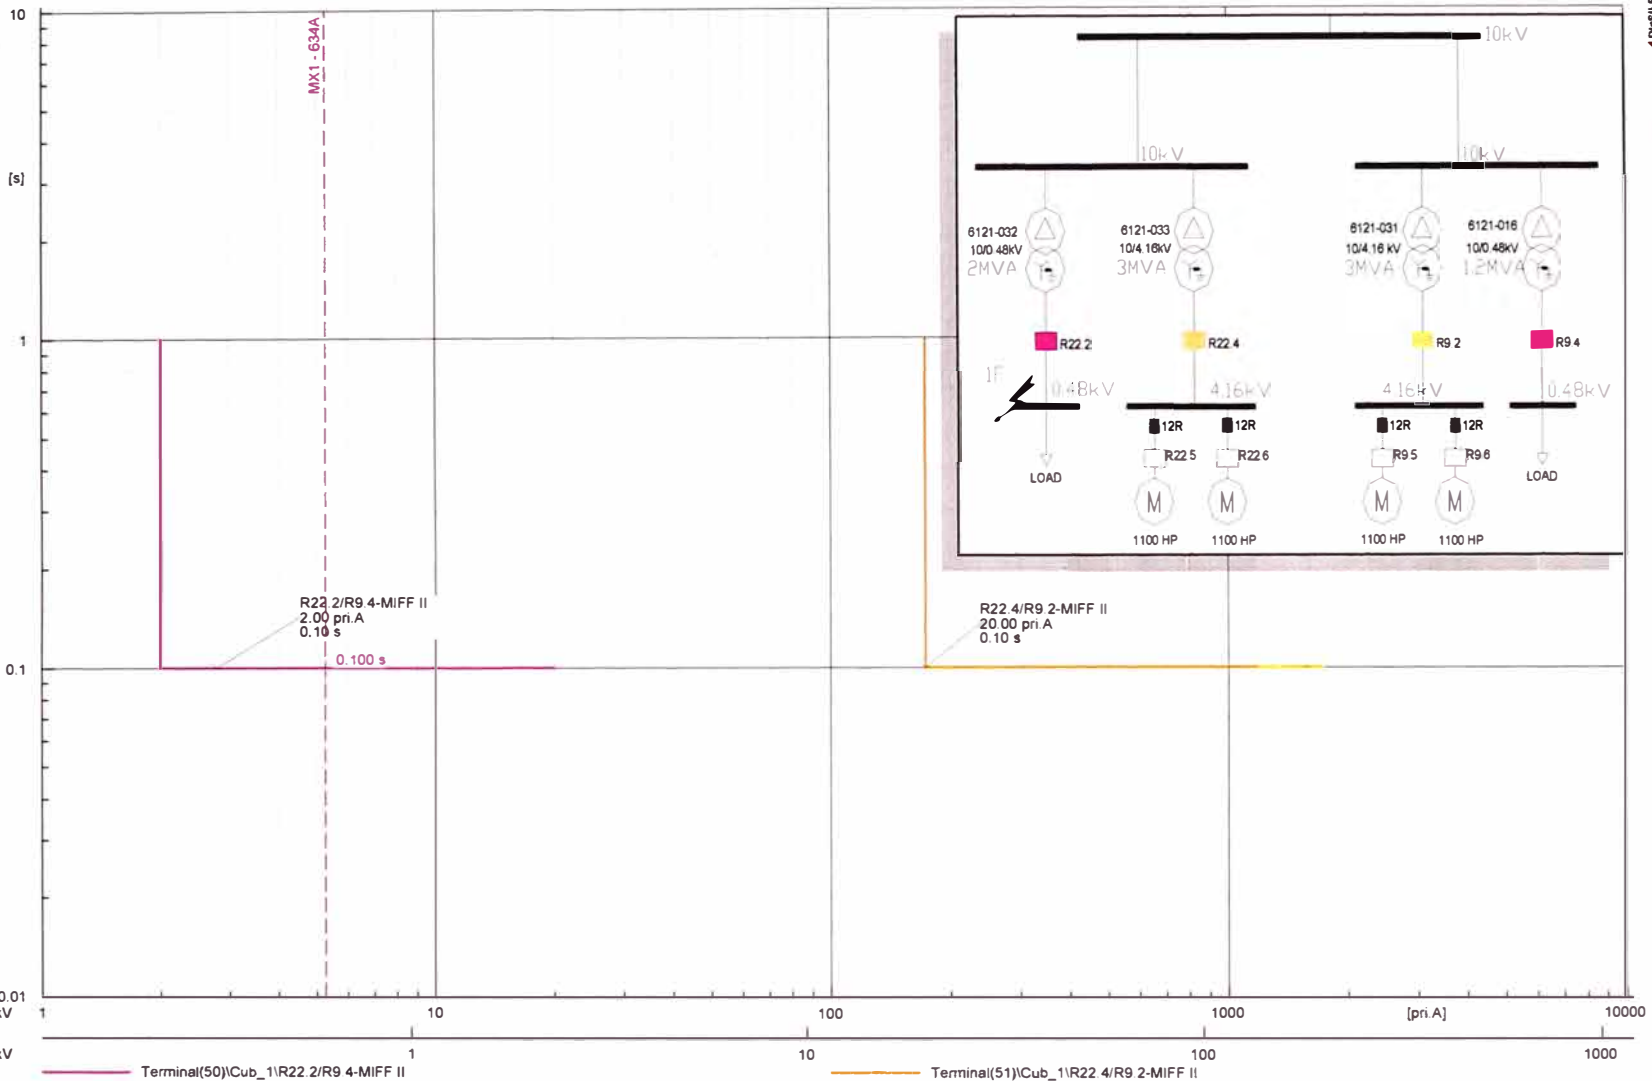 10
MX1 - 634A
[s]
1
0.1
0.01
R22.2/R9.4-MIFF II
2.00 pri.A
0.10 s
0.100 s
R22.4/R9.2-MIFF II
20.00 pri.A
0.10 s
10kV
10kV
10kV
6121-032
10/0.48kV
2MVA
6121-033
10/4.16kV
3MVA
6121-031
10/4.16 kV
3MVA
6121-016
10/0.48kV
1.2MVA
R22.2
R22.4
R9.2
R9.4
1F
0.48kV
4.16kV
4.16kV
0.48kV
12R
12R
12R
12R
R22.5
R22.6
R9.5
R9.6
LOAD
M
M
M
M
LOAD
1100 HP
1100 HP
1100 HP
1100 HP
kV
1
10
100
1000
[pri.A]
10000
kV
1
10
100
1000
Terminal(50)\Cub_1\R22.2/R9.4-MIFF II
Terminal(51)\Cub_1\R22.4/R9.2-MIFF II